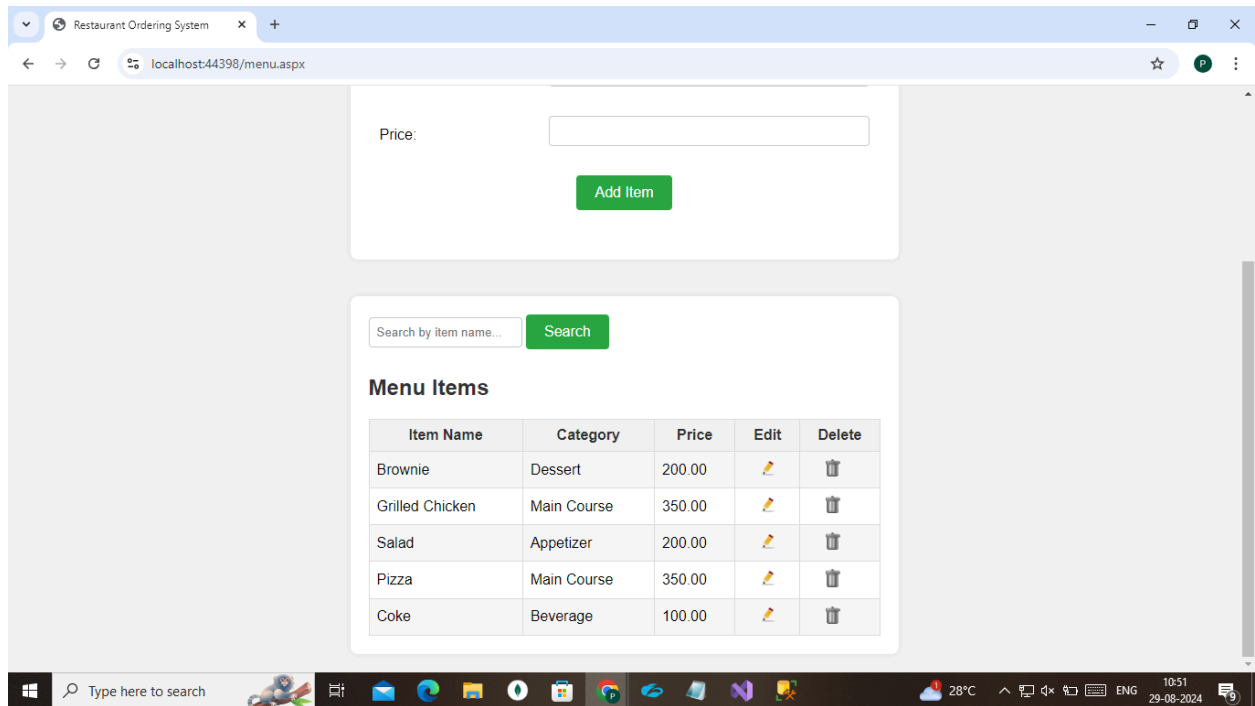 Restaurant Ordering System
localhost:44398/menu.aspx
P
Price:
Add Item
Search by item name...
Search
Menu Items
Item Name Category Price Edit Delete
Brownie Dessert 200.00
Grilled Chicken Main Course 350.00
Salad Appetizer 200.00
Pizza Main Course 350.00
Coke Beverage 100.00
Type here to search
1
28°C
ENG
10:51
29-08-2024
9